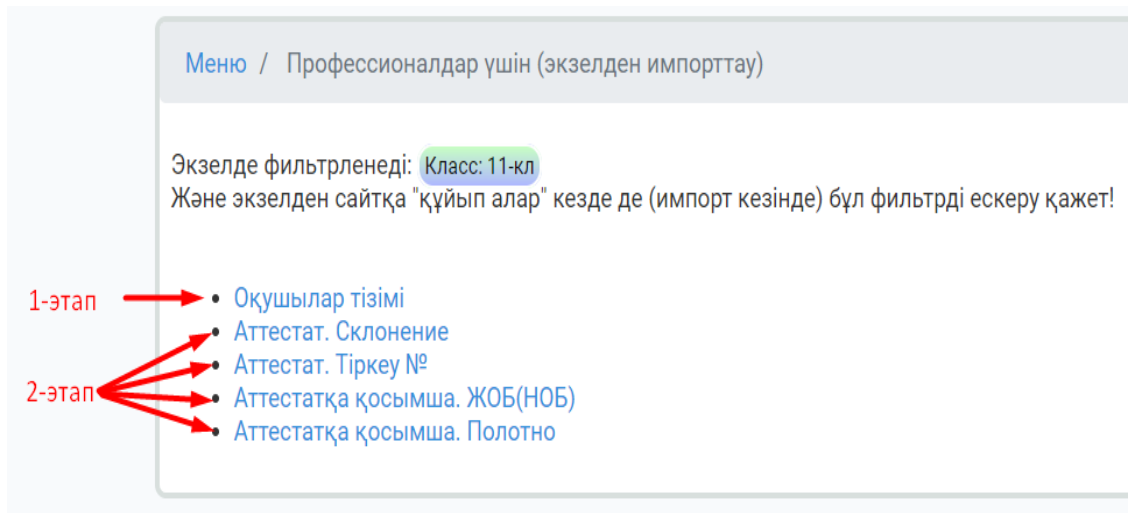 Меню / Профессионалдар үшін (экзелден импорттау)
Экзелде фильтрленеді: Класс: 11-кл
Және экзелден сайтқа "құйып алар" кезде де (импорт кезінде) бұл фильтрді ескеру қажет!
1-этап
• Оқушылар тізімі
• Аттестат. Склонение
• Аттестат. Тіркеу №
2-этап
• Аттестатқа қосымша. ЖОБ(НОБ)
• Аттестатқа қосымша. Полотно